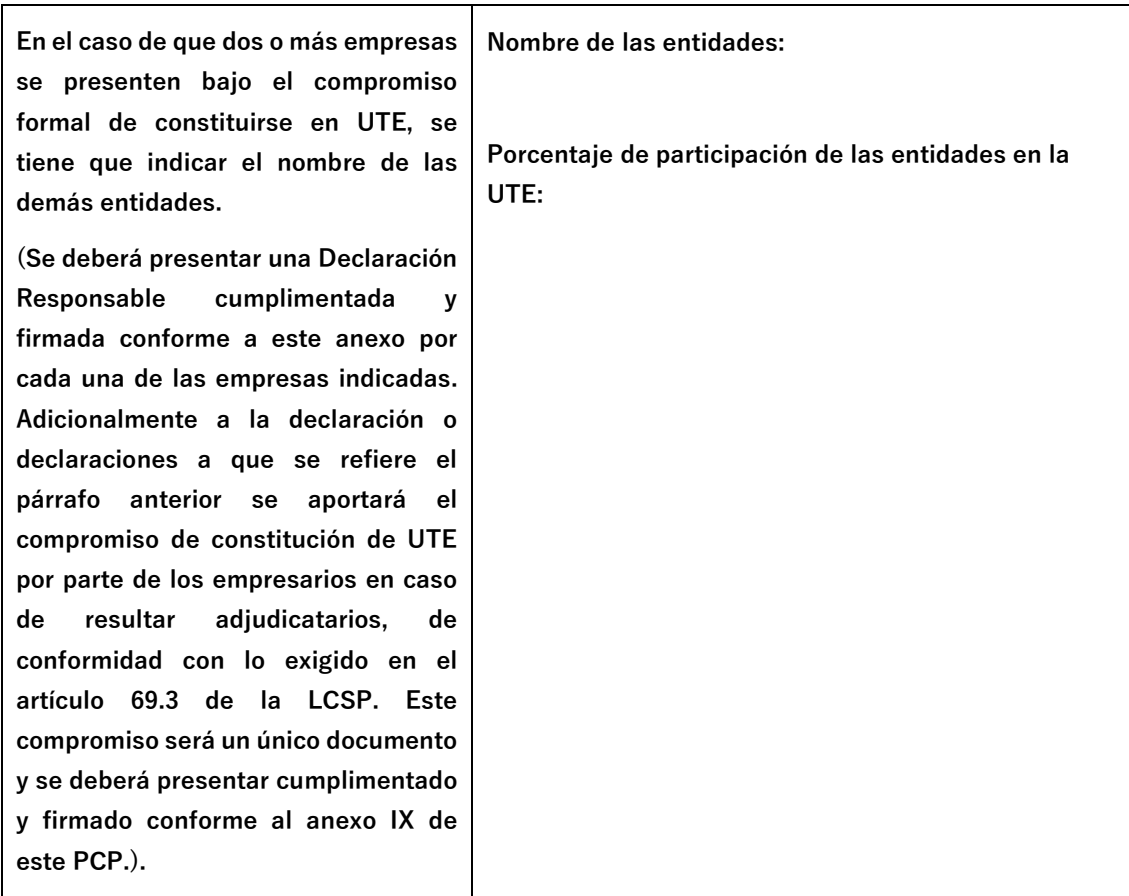 En el caso de que dos o más empresas
se presenten bajo el compromiso
formal de constituirse en UTE, se
tiene que indicar el nombre de las
demás entidades.
(Se deberá presentar una Declaración
Responsable cumplimentada y
firmada conforme a este anexo por
cada una de las empresas indicadas.
Adicionalmente a la declaración o
declaraciones a que se refiere el
párrafo anterior se aportará el
compromiso de constitución de UTE
por parte de los empresarios en caso
de resultar adjudicatarios, de
conformidad con lo exigido en el
artículo 69.3 de la LCSP. Este
compromiso será un único documento
y se deberá presentar cumplimentado
y firmado conforme al anexo IX de
este PCP.).
Nombre de las entidades:
Porcentaje de participación de las entidades en la
UTE: